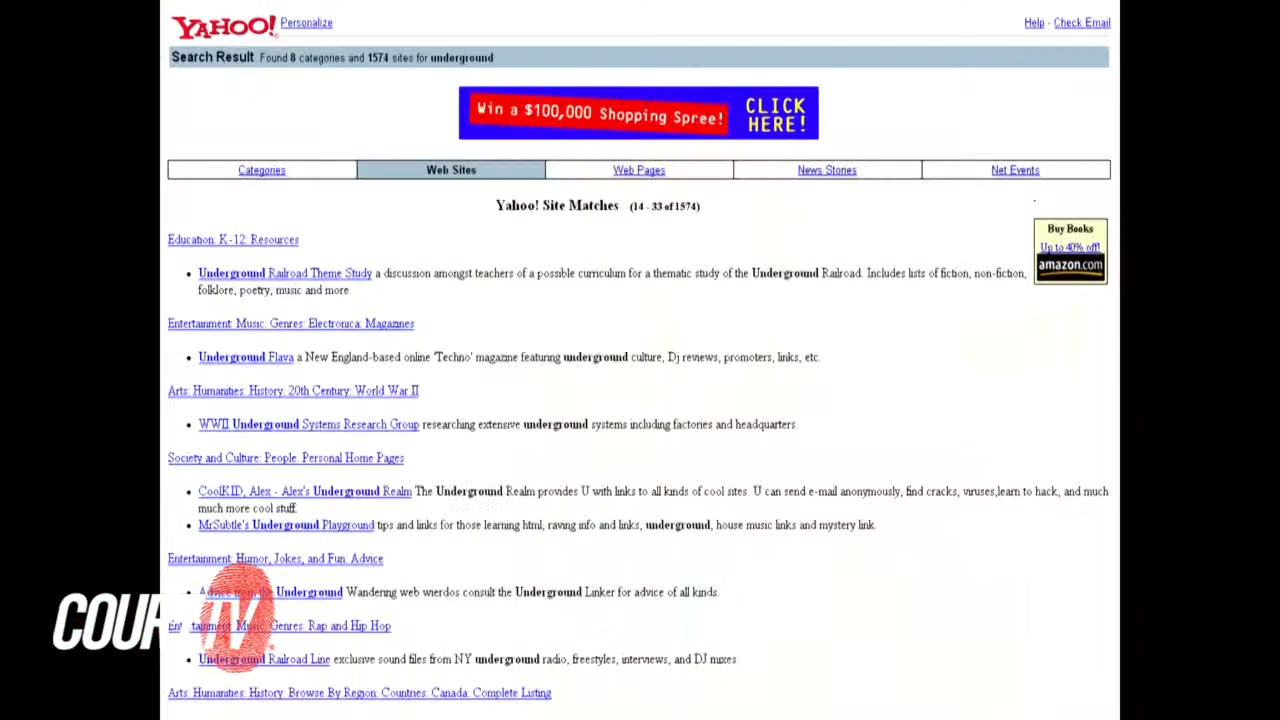 YAHOO! Personalize Help - Check Email
Search Result Found 8 categories and 1574 sites for underground
Win a $100,000 Shopping Spree! CLICK HERE!
Categories Web Sites Web Pages News Stories Net Events
Yahoo! Site Matches (14 - 33 of 1574)
Buy Books
Up to 40% off!
amazon.com
Education: K-12: Resources
Underground Railroad Theme Study a discussion amongst teachers of a possible curriculum for a thematic study of the Underground Railroad. Includes lists of fiction, non-fiction,
folklore, poetry, music and more
Entertainment: Music: Genres: Electronica: Magazines
Underground Flava a New England-based online 'Techno' magazine featuring underground culture, Dj reviews, promoters, links, etc.
Arts: Humanities: History: 20th Century: World War II
WWII Underground Systems Research Group researching extensive underground systems including factories and headquarters.
Society and Culture: People: Personal Home Pages
CoolKID, Alex - Alex's Underground Realm The Underground Realm provides U with links to all kinds of cool sites. U can send e-mail anonymously, find cracks, viruses,learn to hack, and much
much more cool stuff.
MrSubtle's Underground Playground tips and links for those learning html, raving info and links, underground, house music links and mystery link.
Entertainment: Humor, Jokes, and Fun: Advice
Advice from the Underground Wandering web wierdos consult the Underground Linker for advice of all kinds.
Entertainment: Music: Genres: Rap and Hip Hop
Underground Railroad Line exclusive sound files from NY underground radio, freestyles, interviews, and DJ mixes
Arts: Humanities: History: Browse By Region: Countries: Canada: Complete Listing
COURT TV